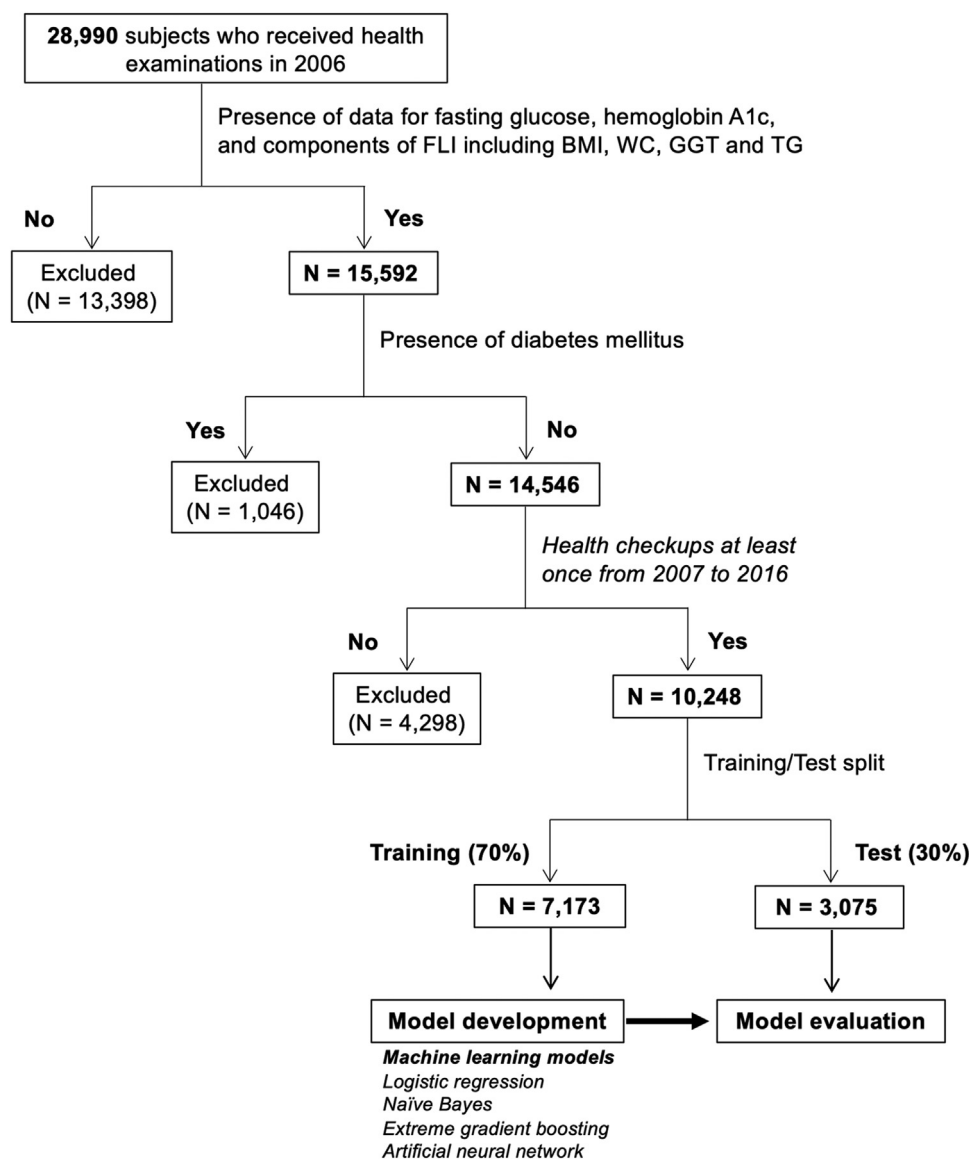 28,990 subjects who received health
examinations in 2006
Presence of data for fasting glucose, hemoglobin A1c,
and components of FLI including BMI, WC, GGT and TG
No
Yes
Excluded
(N = 13,398)
N = 15,592
Presence of diabetes mellitus
Yes
No
Excluded
(N = 1,046)
N = 14,546
Health checkups at least
once from 2007 to 2016
No
Yes
Excluded
(N = 4,298)
N = 10,248
Training/Test split
Training (70%)
Test (30%)
N = 7,173
N = 3,075
Model development
Model evaluation
Machine learning models
Logistic regression
Naïve Bayes
Extreme gradient boosting
Artificial neural network